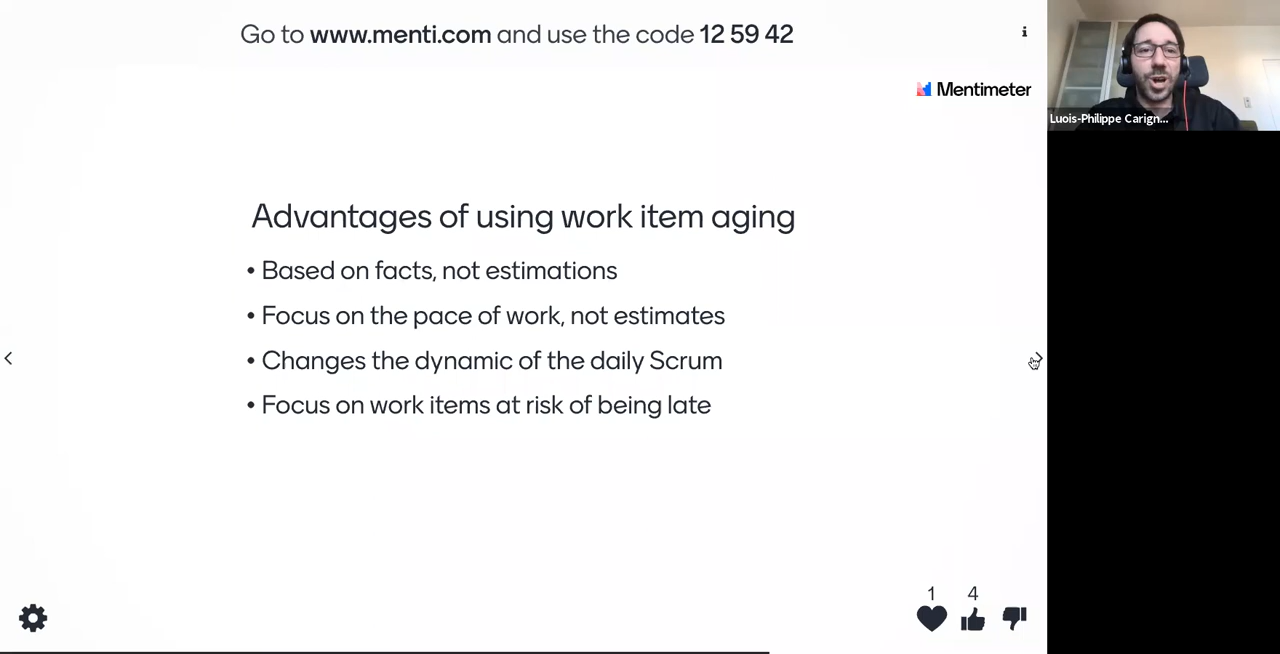 Go to www.menti.com and use the code 12 59 42
i
Mentimeter
Luois-Philippe Carign...
Advantages of using work item aging
• Based on facts, not estimations
• Focus on the pace of work, not estimates
• Changes the dynamic of the daily Scrum
• Focus on work items at risk of being late
1 4